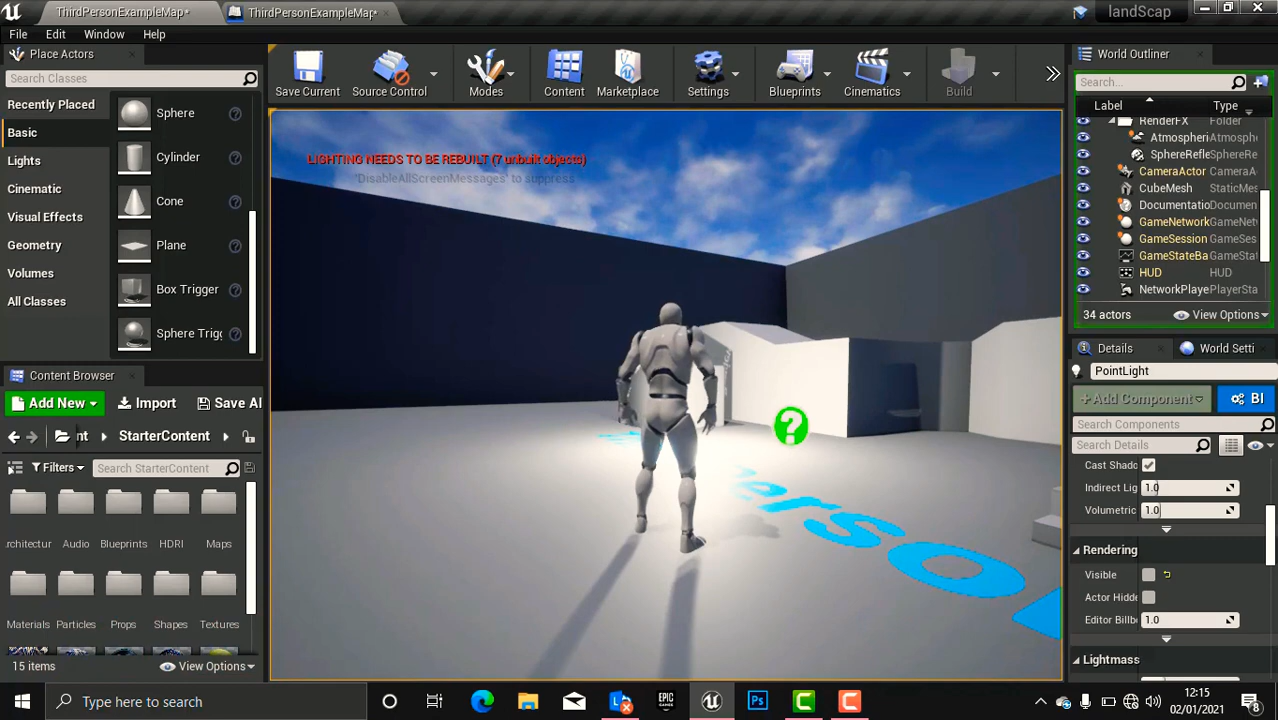 ThirdPersonExampleMap*
ThirdPersonExampleMap*
landScap
File Edit Window Help
Place Actors
Search Classes
Recently Placed
Basic
Lights
Cinematic
Visual Effects
Geometry
Volumes
All Classes
Sphere
Cylinder
Cone
Plane
Box Trigger
Sphere Trigg
Save Current
Source Control
Modes
Content
Marketplace
Settings
Blueprints
Cinematics
Build
LIGHTING NEEDS TO BE REBUILT (7 unbuilt objects)
'DisableAllScreenMessages' to suppress
World Outliner
Search...
Label Type
RenderFX Folder
Atmospheri Atmosph
SphereRefle SphereRe
CameraActor CameraA
CubeMesh StaticMes
Documentatio Documen
GameNetwork GameNet
GameSession GameSes
GameStateBa GameSta
HUD HUD
NetworkPlaye PlayerSta
34 actors
View Options
Details
World Setti
PointLight
+Add Component
Bl
Search Components
Search Details
Cast Shado
Indirect Lig 1.0
Volumetric 1.0
Rendering
Visible
Actor Hidde
Editor Billb 1.0
Lightmass
Content Browser
Add New
Import
Save Al
nt
StarterContent
Filters
Search StarterContent
Architectur
Audio
Blueprints
HDRI
Maps
Materials
Particles
Props
Shapes
Textures
15 items
View Options
Type here to search
Ps
EPIC GAMES
12:15
02/01/2021
8